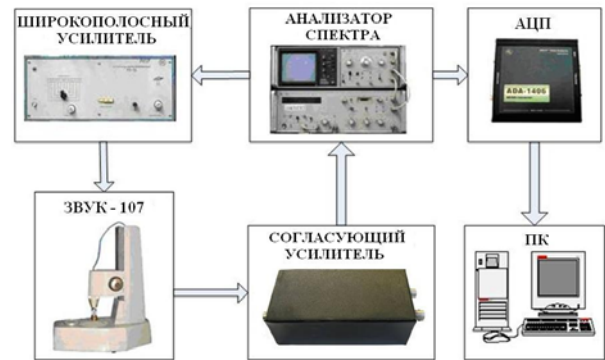 ШИРОКОПОЛОСНЫЙ
УСИЛИТЕЛЬ
АНАЛИЗАТОР
СПЕКТРА
АЦП
ADA-1406
ЗВУК - 107
СОГЛАСУЮЩИЙ
УСИЛИТЕЛЬ
ПК